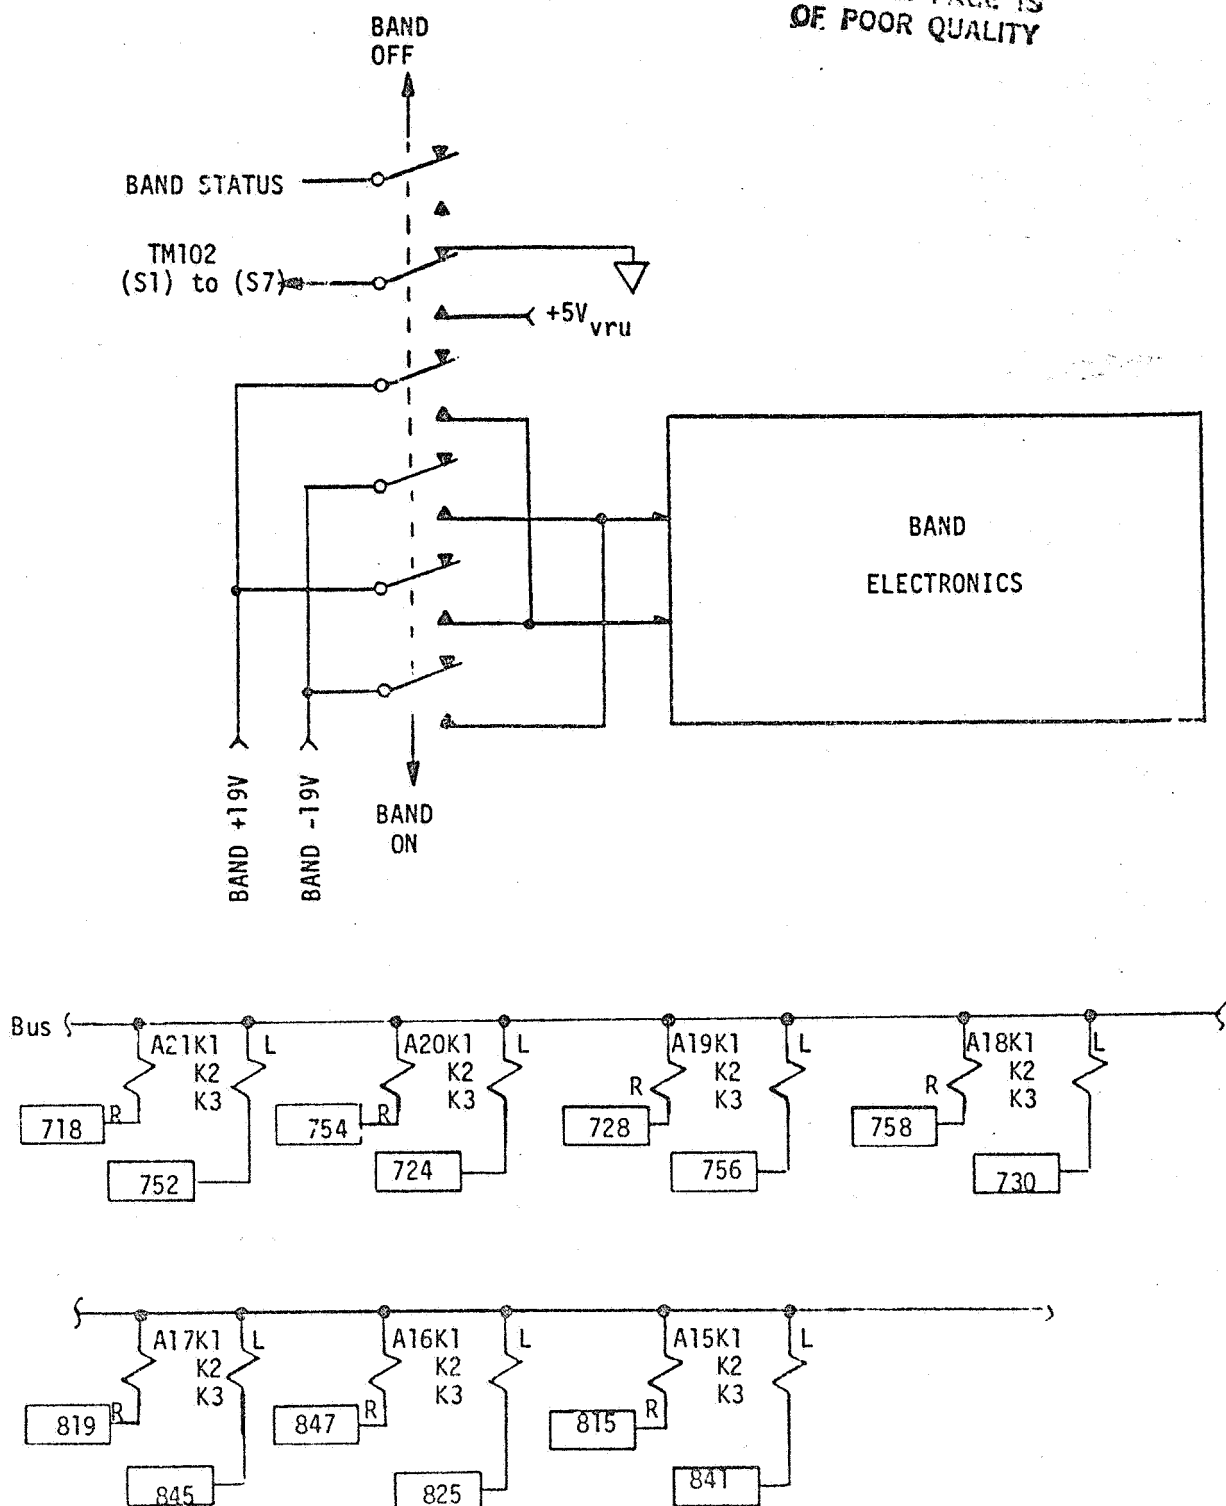 OF POOR QUALITY
BAND
OFF
BAND STATUS
TM102
(S1) to (S7)
+5Vvru
BAND
ELECTRONICS
BAND +19V
BAND -19V
BAND
ON
Bus
A21K1 L
K2
K3
R
718
752
A20K1 L
K2
K3
R
754
724
A19K1 L
K2
K3
R
728
756
A18K1 L
K2
K3
R
758
730
A17K1 L
K2
K3
R
819
845
A16K1 L
K2
K3
R
847
825
A15K1 L
K2
K3
R
815
841